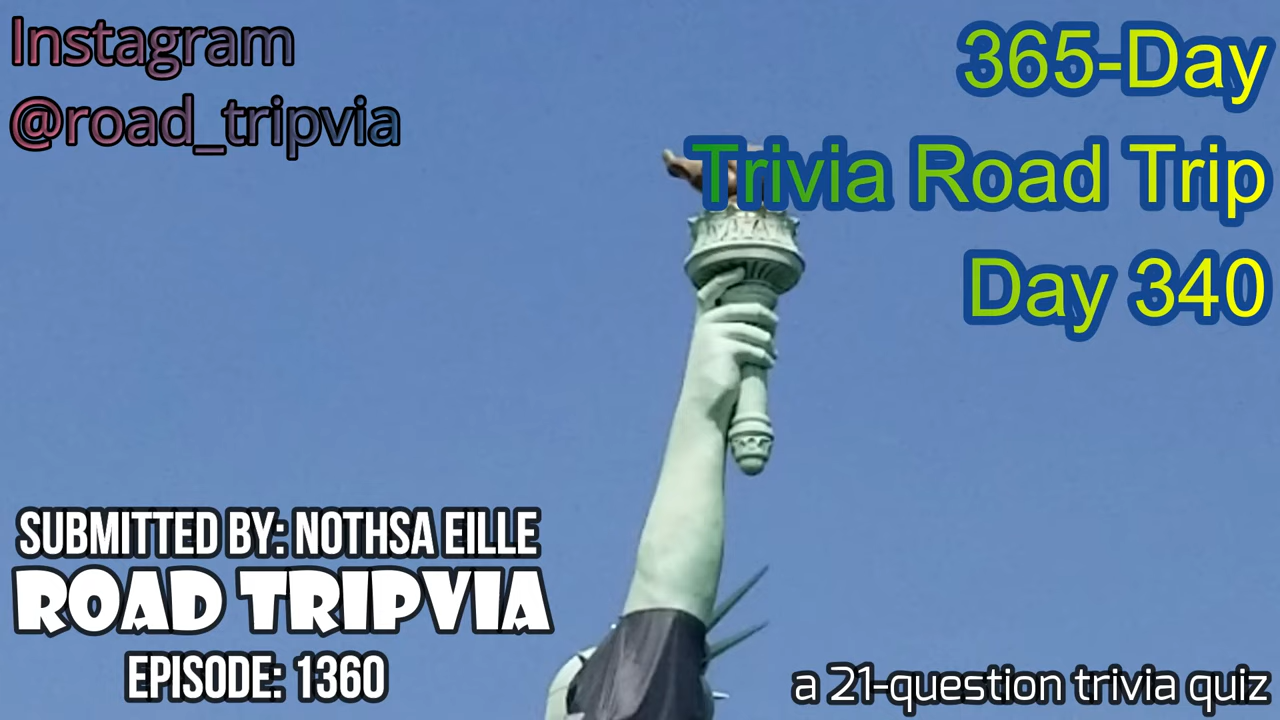 Instagram
@road_tripvia
365-Day
Trivia Road Trip
Day 340
SUBMITTED BY: NOTHSA EILLE
ROAD TRIPVIA
EPISODE: 1360
a 21-question trivia quiz